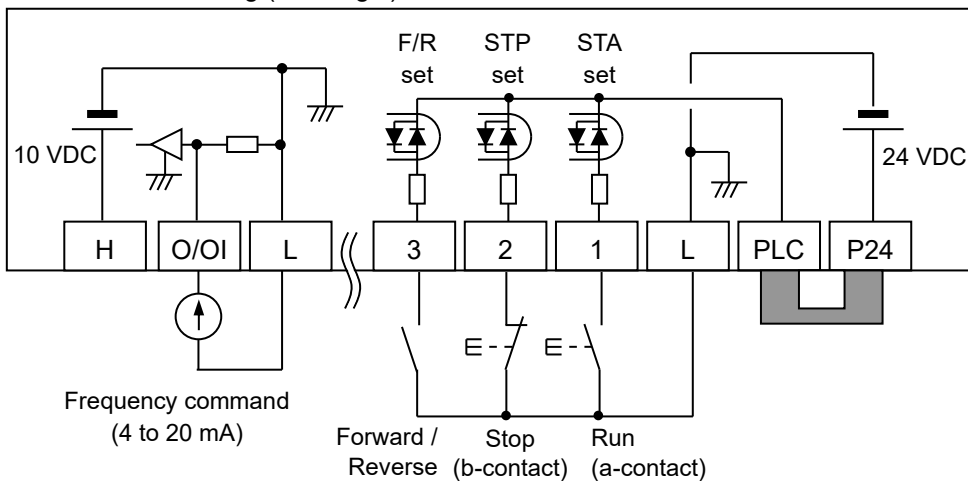 F/R STP STA
set set set
10 VDC
24 VDC
H O/OI L 3 2 1 L PLC P24
Frequency command
(4 to 20 mA)
Forward / Stop Run
Reverse (b-contact) (a-contact)